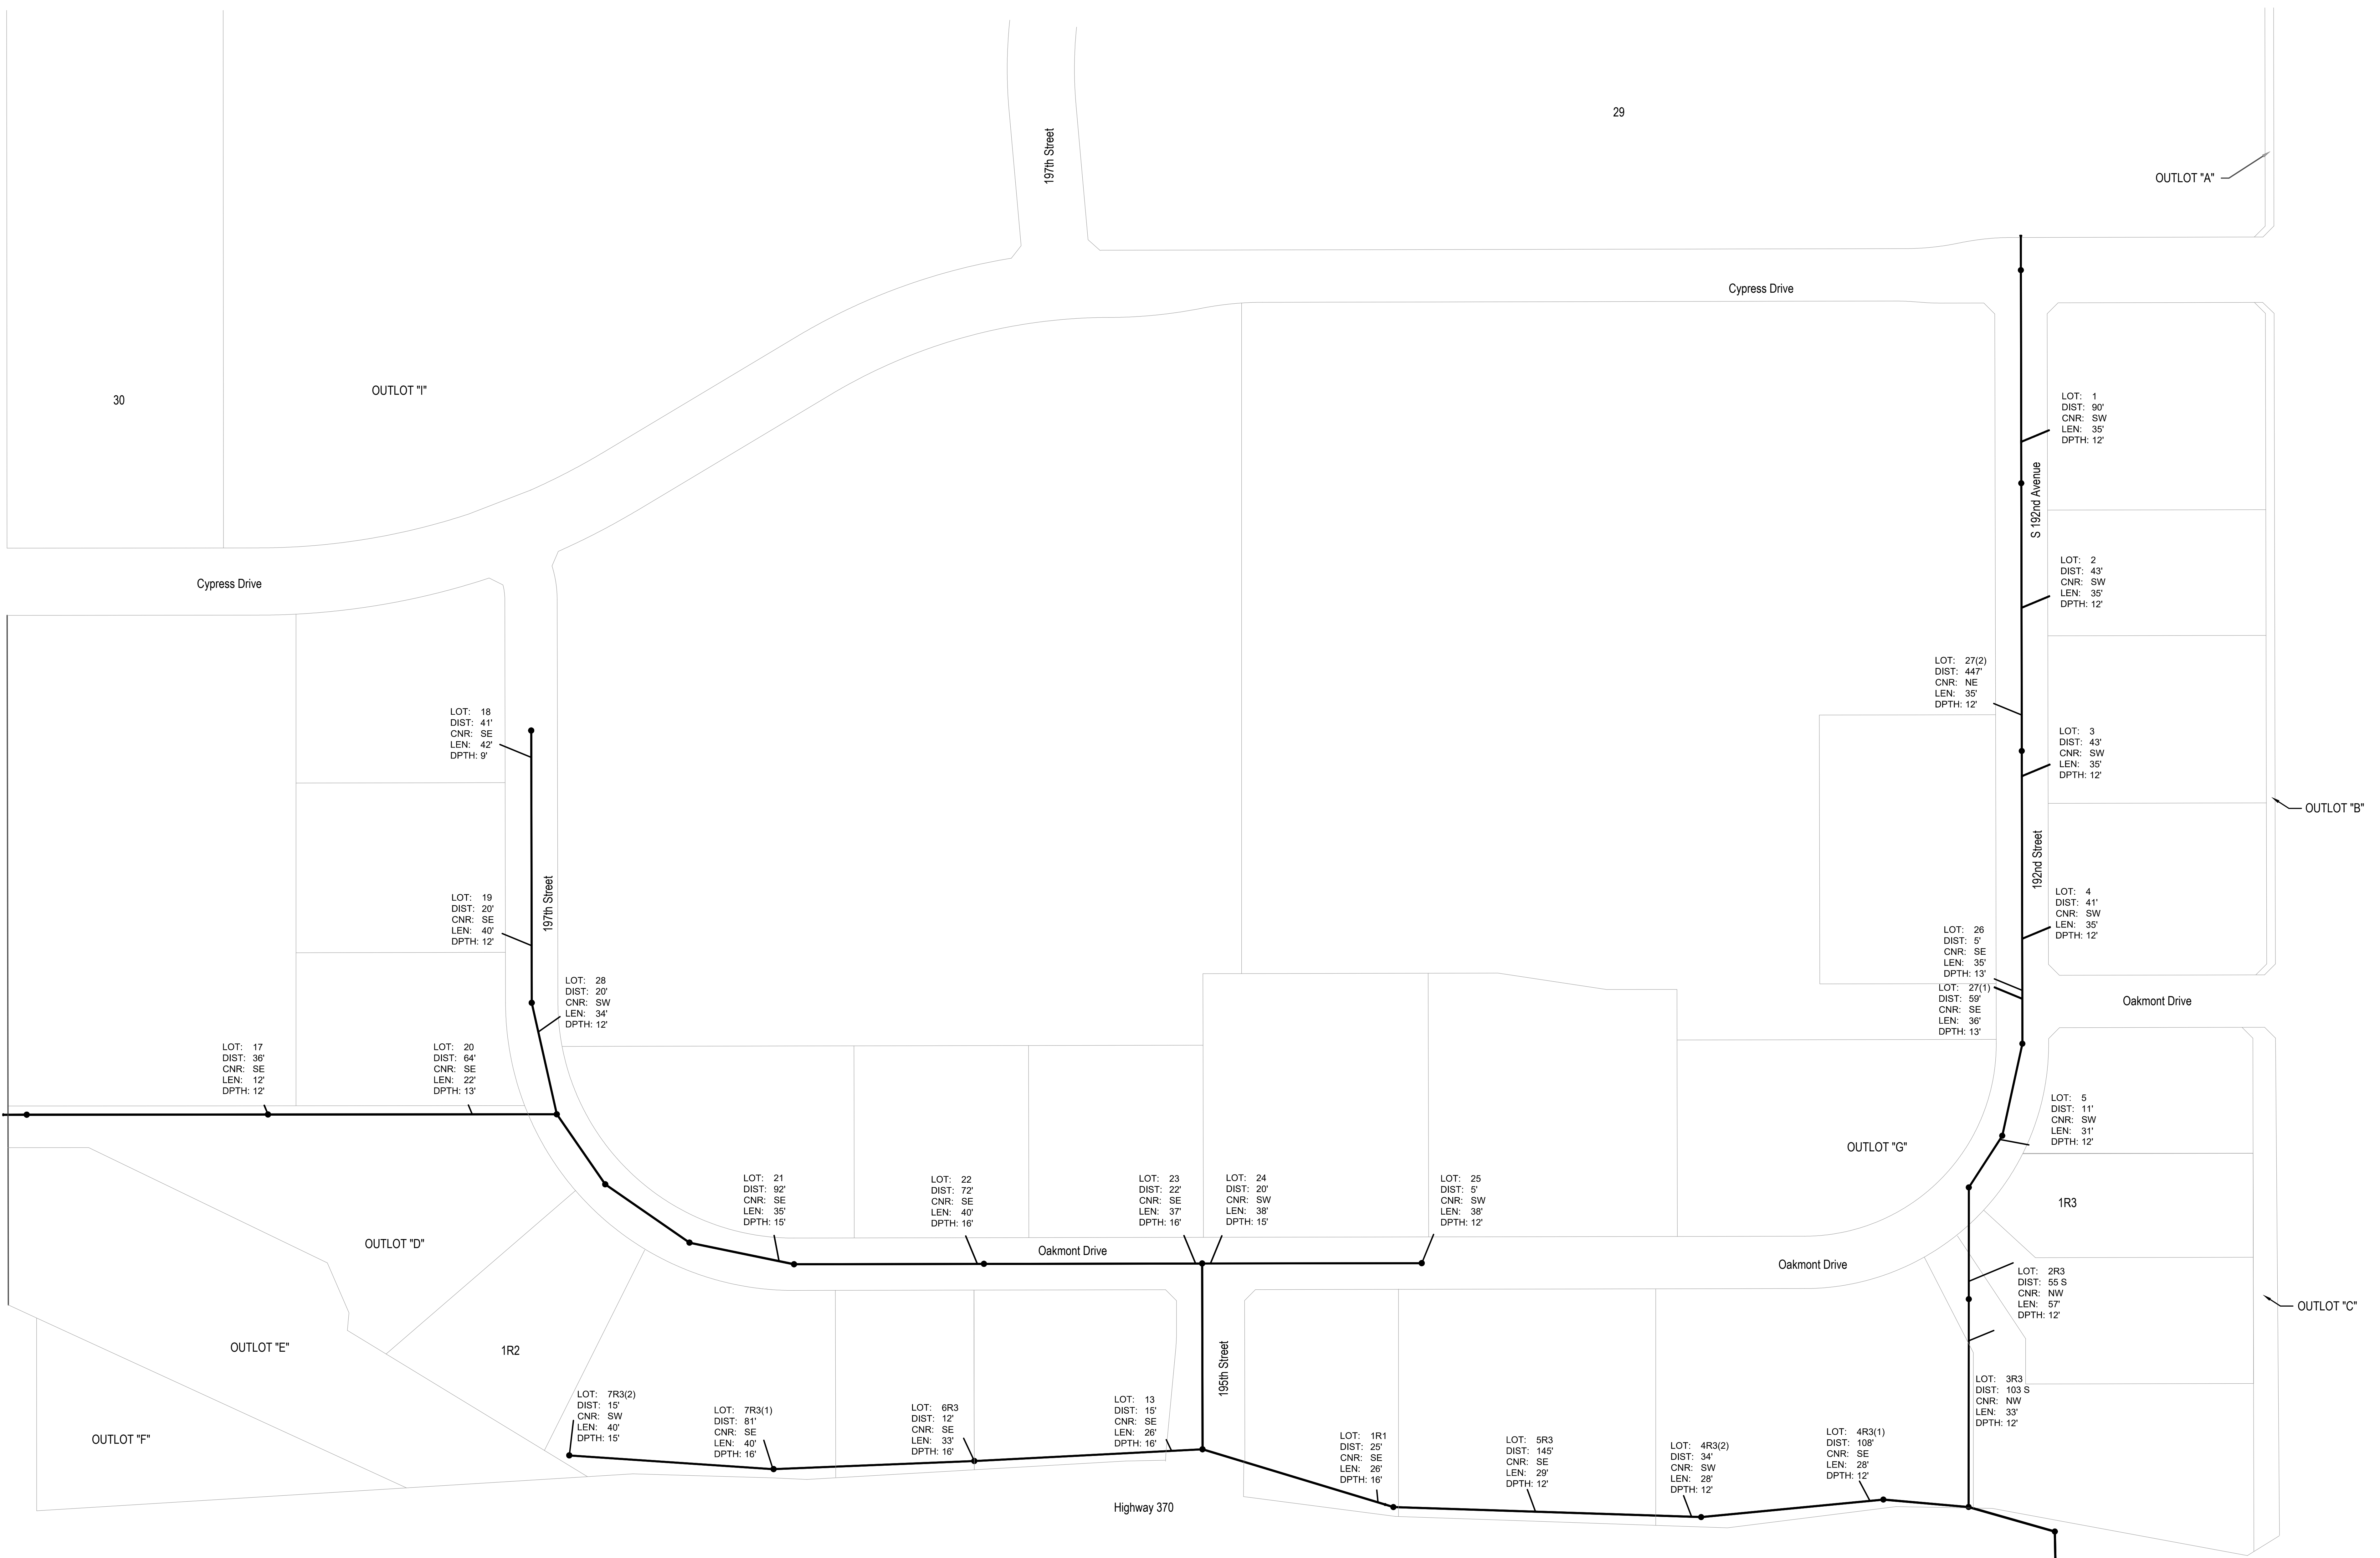 29
197th Street
OUTLOT "A"
Cypress Drive
30
OUTLOT "I"
LOT: 1
DIST: 90'
CNR: SW
LEN: 35'
DPTH: 12'
S 192nd Avenue
Cypress Drive
LOT: 2
DIST: 43'
CNR: SW
LEN: 35'
DPTH: 12'
LOT: 27(2)
DIST: 447'
CNR: NE
LEN: 35'
DPTH: 12'
LOT: 18
DIST: 41'
CNR: SE
LEN: 42'
DPTH: 9'
LOT: 3
DIST: 43'
CNR: SW
LEN: 35'
DPTH: 12'
OUTLOT "B"
192nd Street
LOT: 19
DIST: 20'
CNR: SE
LEN: 40'
DPTH: 12'
197th Street
LOT: 4
DIST: 41'
CNR: SW
LEN: 35'
DPTH: 12'
LOT: 26
DIST: 5'
CNR: SE
LEN: 35'
DPTH: 13'
LOT: 27(1)
DIST: 59'
CNR: SE
LEN: 36'
DPTH: 13'
Oakmont Drive
LOT: 28
DIST: 20'
CNR: SW
LEN: 34'
DPTH: 12'
LOT: 17
DIST: 36'
CNR: SE
LEN: 12'
DPTH: 12'
LOT: 20
DIST: 64'
CNR: SE
LEN: 22'
DPTH: 13'
LOT: 5
DIST: 11'
CNR: SW
LEN: 31'
DPTH: 12'
OUTLOT "G"
LOT: 21
DIST: 92'
CNR: SE
LEN: 35'
DPTH: 15'
LOT: 22
DIST: 72'
CNR: SE
LEN: 40'
DPTH: 16'
LOT: 23
DIST: 22'
CNR: SE
LEN: 37'
DPTH: 16'
LOT: 24
DIST: 20'
CNR: SW
LEN: 38'
DPTH: 15'
LOT: 25
DIST: 5'
CNR: SW
LEN: 38'
DPTH: 12'
1R3
OUTLOT "D"
Oakmont Drive
Oakmont Drive
LOT: 2R3
DIST: 55 S
CNR: NW
LEN: 57'
DPTH: 12'
OUTLOT "C"
OUTLOT "E"
1R2
195th Street
LOT: 3R3
DIST: 103 S
CNR: NW
LEN: 33'
DPTH: 12'
LOT: 7R3(2)
DIST: 15'
CNR: SW
LEN: 40'
DPTH: 15'
LOT: 7R3(1)
DIST: 81'
CNR: SE
LEN: 40'
DPTH: 16'
LOT: 6R3
DIST: 12'
CNR: SE
LEN: 33'
DPTH: 16'
LOT: 13
DIST: 15'
CNR: SE
LEN: 26'
DPTH: 16'
OUTLOT "F"
LOT: 1R1
DIST: 25'
CNR: SE
LEN: 26'
DPTH: 16'
LOT: 5R3
DIST: 145'
CNR: SE
LEN: 29'
DPTH: 12'
LOT: 4R3(2)
DIST: 34'
CNR: SW
LEN: 28'
DPTH: 12'
LOT: 4R3(1)
DIST: 108'
CNR: SE
LEN: 28'
DPTH: 12'
Highway 370